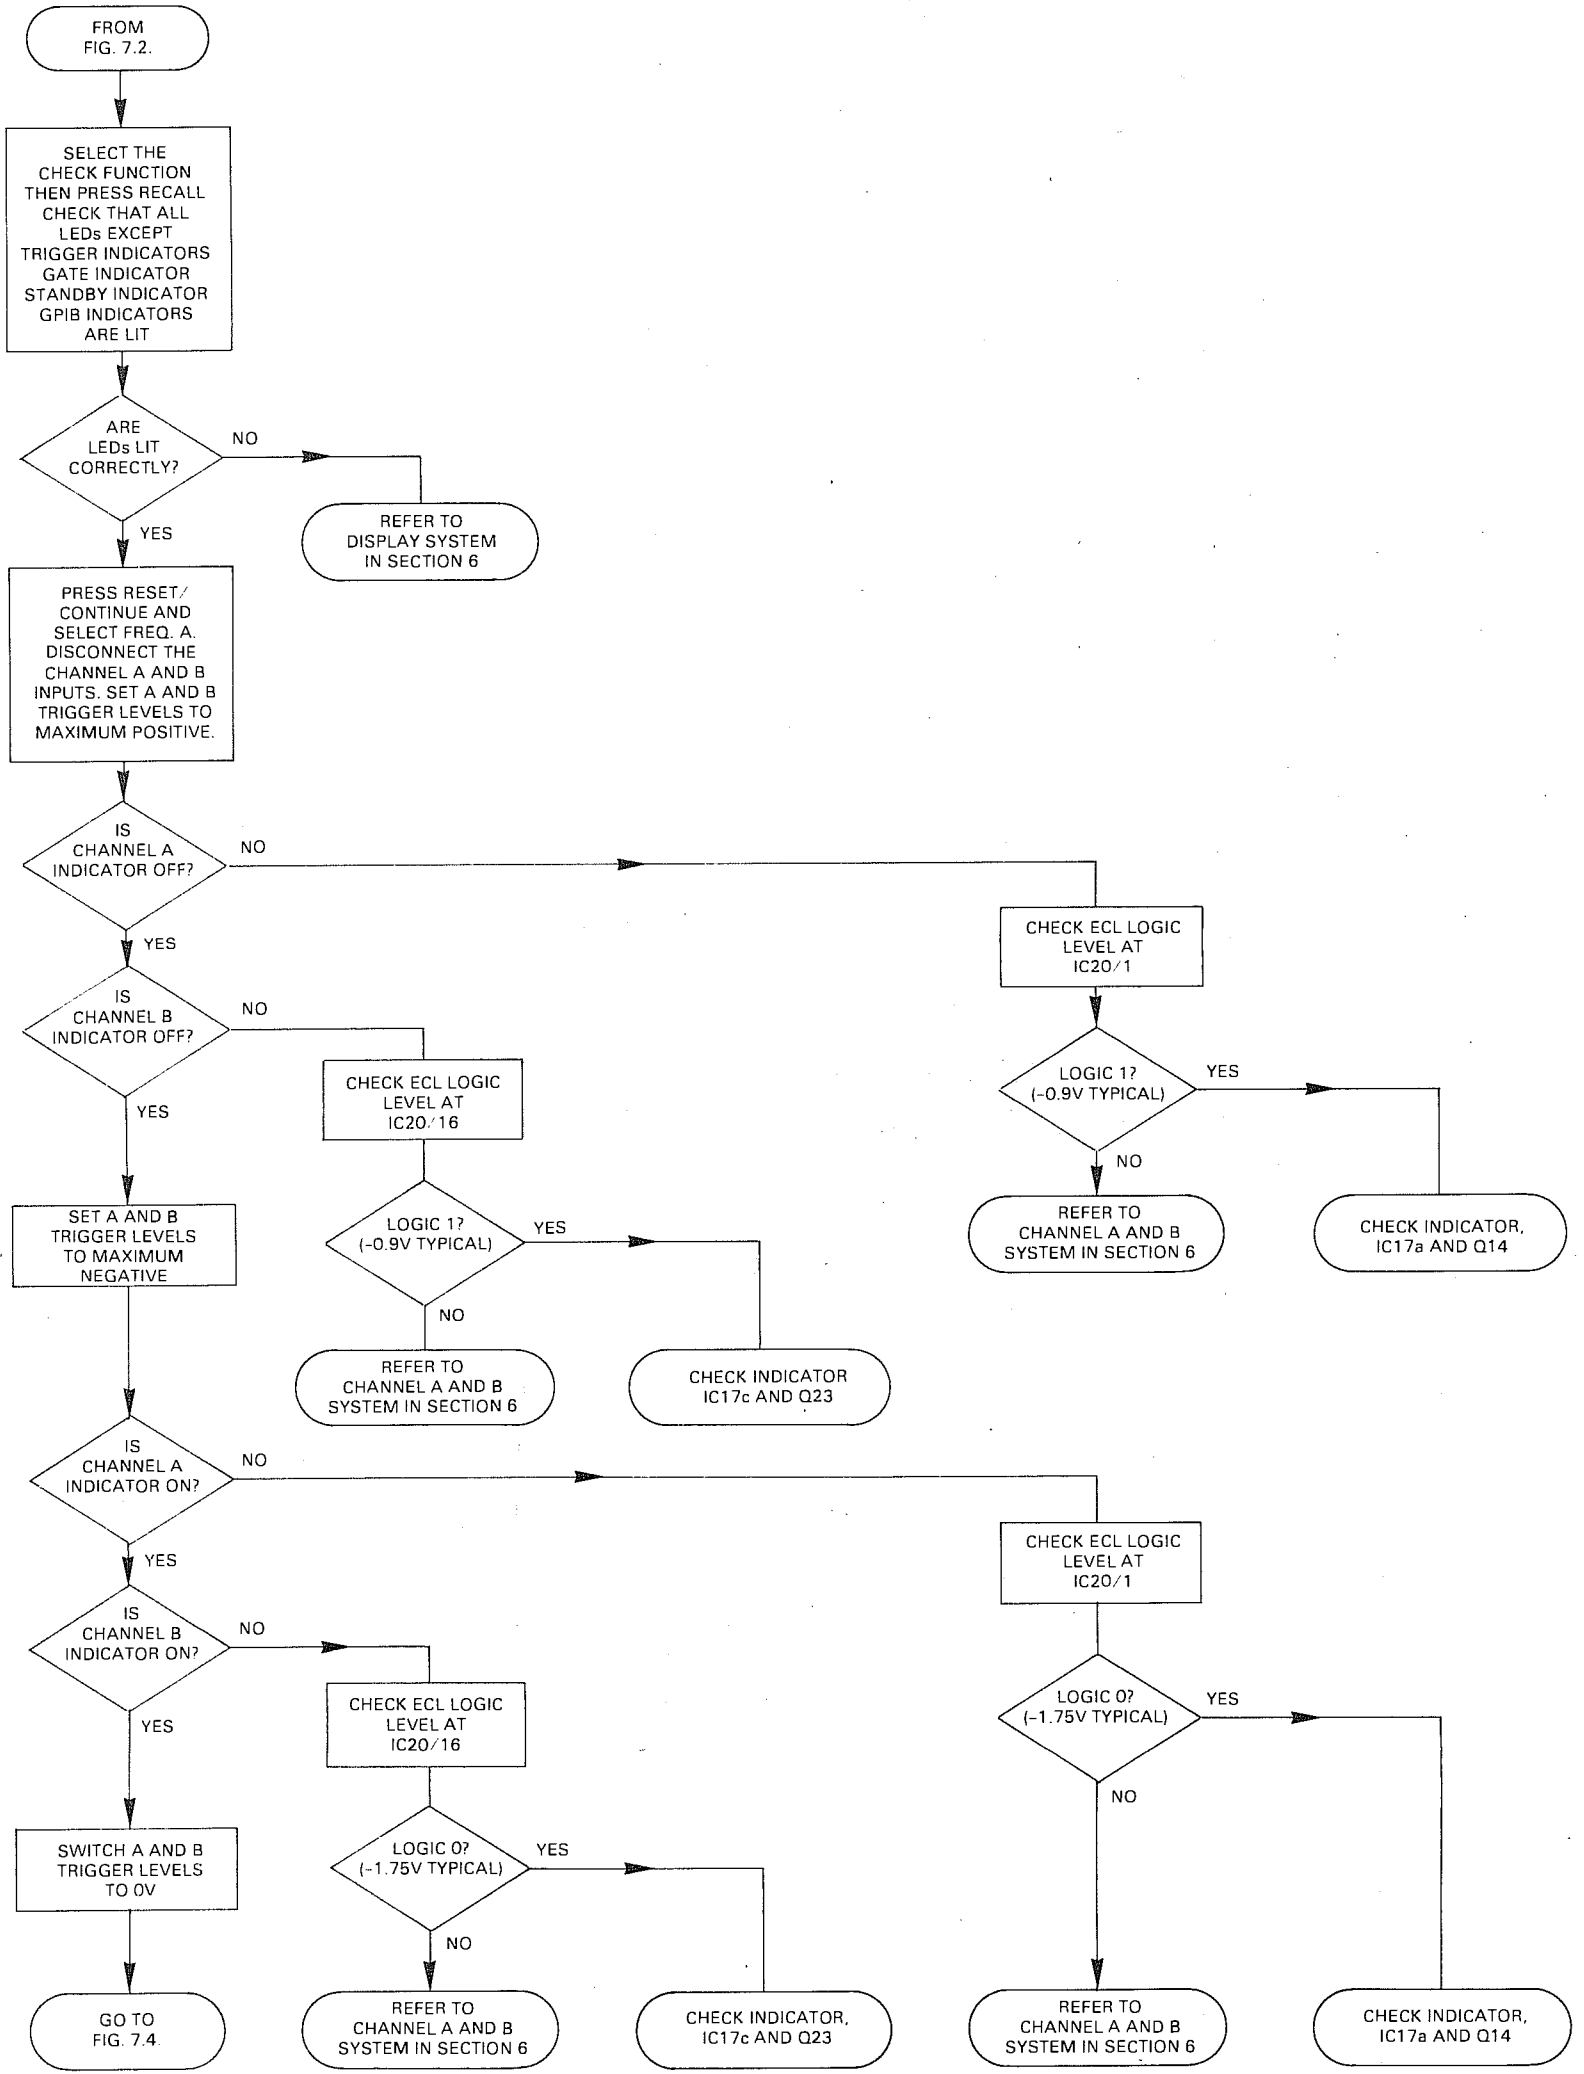 FROM
FIG. 7.2.
SELECT THE
CHECK FUNCTION
THEN PRESS RECALL
CHECK THAT ALL
LEDs EXCEPT
TRIGGER INDICATORS
GATE INDICATOR
STANDBY INDICATOR
GPIB INDICATORS
ARE LIT
ARE
LEDs LIT
CORRECTLY?
NO
YES
REFER TO
DISPLAY SYSTEM
IN SECTION 6
PRESS RESET/
CONTINUE AND
SELECT FREQ. A.
DISCONNECT THE
CHANNEL A AND B
INPUTS. SET A AND B
TRIGGER LEVELS TO
MAXIMUM POSITIVE.
IS
CHANNEL A
INDICATOR OFF?
NO
YES
CHECK ECL LOGIC
LEVEL AT
IC20/1
LOGIC 1?
(-0.9V TYPICAL)
YES
NO
REFER TO
CHANNEL A AND B
SYSTEM IN SECTION 6
CHECK INDICATOR,
IC17a AND Q14
IS
CHANNEL B
INDICATOR OFF?
NO
YES
CHECK ECL LOGIC
LEVEL AT
IC20/16
LOGIC 1?
(-0.9V TYPICAL)
YES
NO
REFER TO
CHANNEL A AND B
SYSTEM IN SECTION 6
CHECK INDICATOR
IC17c AND Q23
SET A AND B
TRIGGER LEVELS
TO MAXIMUM
NEGATIVE
IS
CHANNEL A
INDICATOR ON?
NO
YES
CHECK ECL LOGIC
LEVEL AT
IC20/1
LOGIC 0?
(-1.75V TYPICAL)
YES
NO
REFER TO
CHANNEL A AND B
SYSTEM IN SECTION 6
CHECK INDICATOR,
IC17a AND Q14
IS
CHANNEL B
INDICATOR ON?
NO
YES
CHECK ECL LOGIC
LEVEL AT
IC20/16
LOGIC 0?
(-1.75V TYPICAL)
YES
NO
REFER TO
CHANNEL A AND B
SYSTEM IN SECTION 6
CHECK INDICATOR,
IC17c AND Q23
SWITCH A AND B
TRIGGER LEVELS
TO 0V
GO TO
FIG. 7.4.